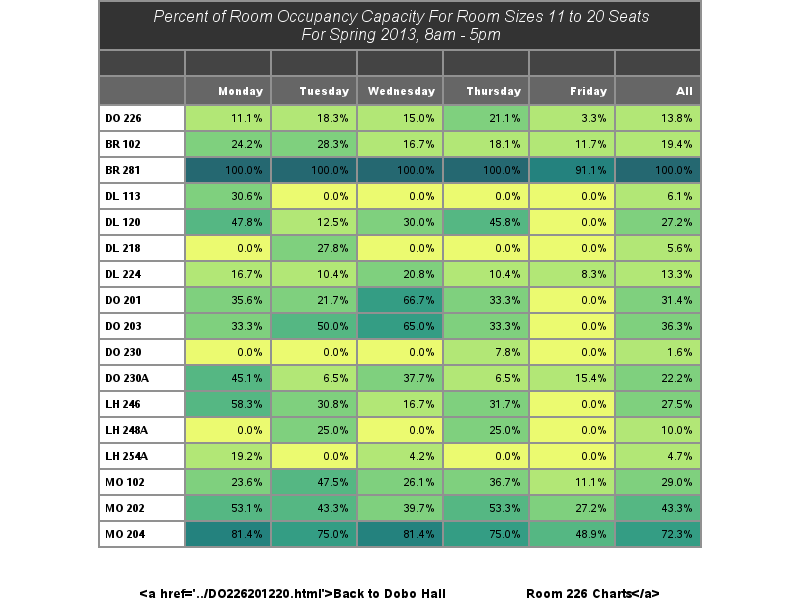 Percent of Room Occupancy Capacity For Room Sizes 11 to 20 Seats
For Spring 2013, 8am - 5pm
Monday Tuesday Wednesday Thursday Friday All
DO 226 11.1% 18.3% 15.0% 21.1% 3.3% 13.8%
BR 102 24.2% 28.3% 16.7% 18.1% 11.7% 19.4%
BR 281 100.0% 100.0% 100.0% 100.0% 91.1% 100.0%
DL 113 30.6% 0.0% 0.0% 0.0% 0.0% 6.1%
DL 120 47.8% 12.5% 30.0% 45.8% 0.0% 27.2%
DL 218 0.0% 27.8% 0.0% 0.0% 0.0% 5.6%
DL 224 16.7% 10.4% 20.8% 10.4% 8.3% 13.3%
DO 201 35.6% 21.7% 66.7% 33.3% 0.0% 31.4%
DO 203 33.3% 50.0% 65.0% 33.3% 0.0% 36.3%
DO 230 0.0% 0.0% 0.0% 7.8% 0.0% 1.6%
DO 230A 45.1% 6.5% 37.7% 6.5% 15.4% 22.2%
LH 246 58.3% 30.8% 16.7% 31.7% 0.0% 27.5%
LH 248A 0.0% 25.0% 0.0% 25.0% 0.0% 10.0%
LH 254A 19.2% 0.0% 4.2% 0.0% 0.0% 4.7%
MO 102 23.6% 47.5% 26.1% 36.7% 11.1% 29.0%
MO 202 53.1% 43.3% 39.7% 53.3% 27.2% 43.3%
MO 204 81.4% 75.0% 81.4% 75.0% 48.9% 72.3%
<a href='../DO226201220.html'>Back to Dobo Hall Room 226 Charts</a>